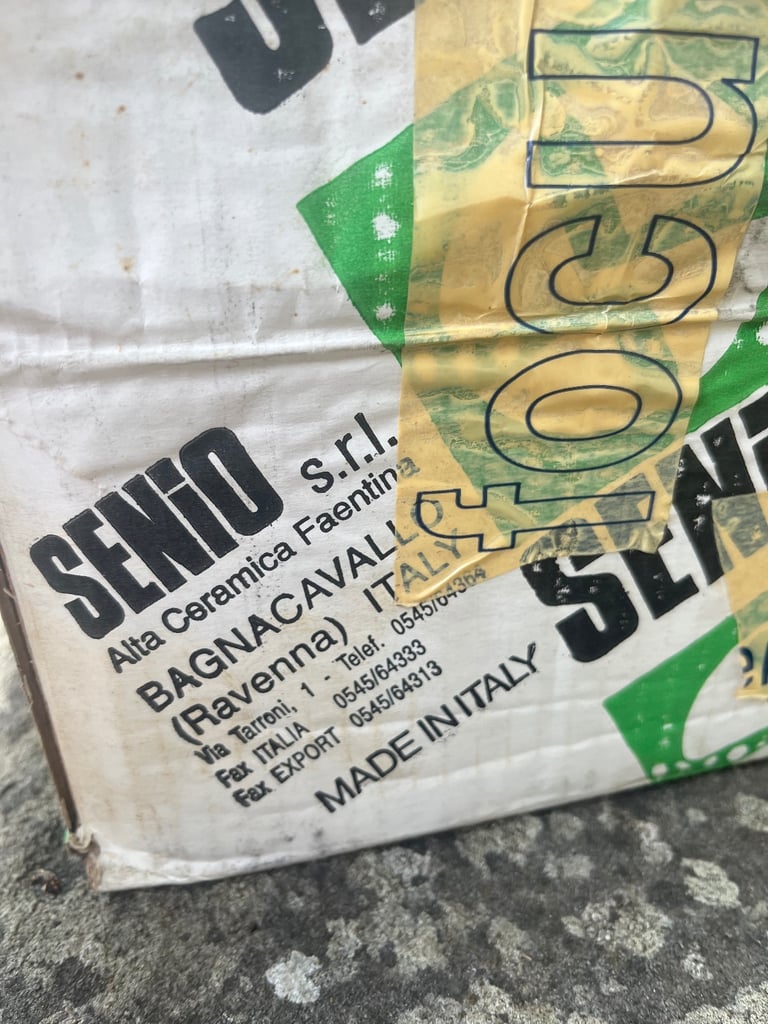 SENiO s.r.l.
Alta Ceramica Faentina
BAGNACAVALLO
(Ravenna) ITALY
Via Tarroni, 1 - Telef. 0545/64364
Fax ITALIA 0545/64333
Fax EXPORT 0545/64313
MADE IN ITALY
focu
SENi